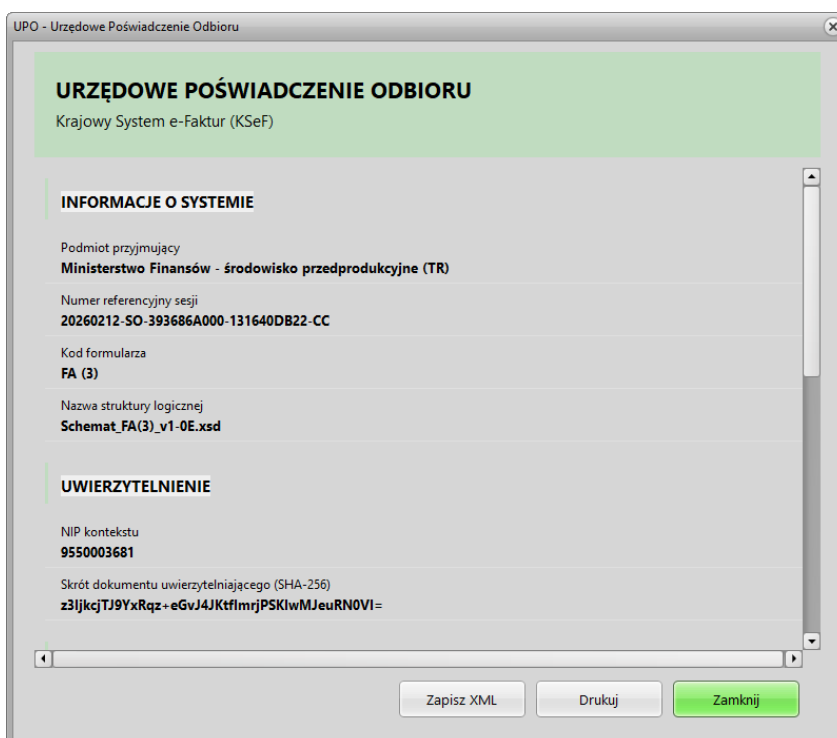 UPO - Urzędowe Poświadczenie Odbioru
URZĘDOWE POŚWIADCZENIE ODBIORU
Krajowy System e-Faktur (KSeF)
INFORMACJE O SYSTEMIE
Podmiot przyjmujący
Ministerstwo Finansów - środowisko przedprodukcyjne (TR)
Numer referencyjny sesji
20260212-SO-393686A000-131640DB22-CC
Kod formularza
FA (3)
Nazwa struktury logicznej
Schemat_FA(3)_v1-0E.xsd
UWIERZYTELNIENIE
NIP kontekstu
9550003681
Skrót dokumentu uwierzytelniającego (SHA-256)
z3IjkcjTJ9YxRqz+eGvJ4JKtfImrjPSKlwMJeuRN0VI=
Zapisz XML
Drukuj
Zamknij